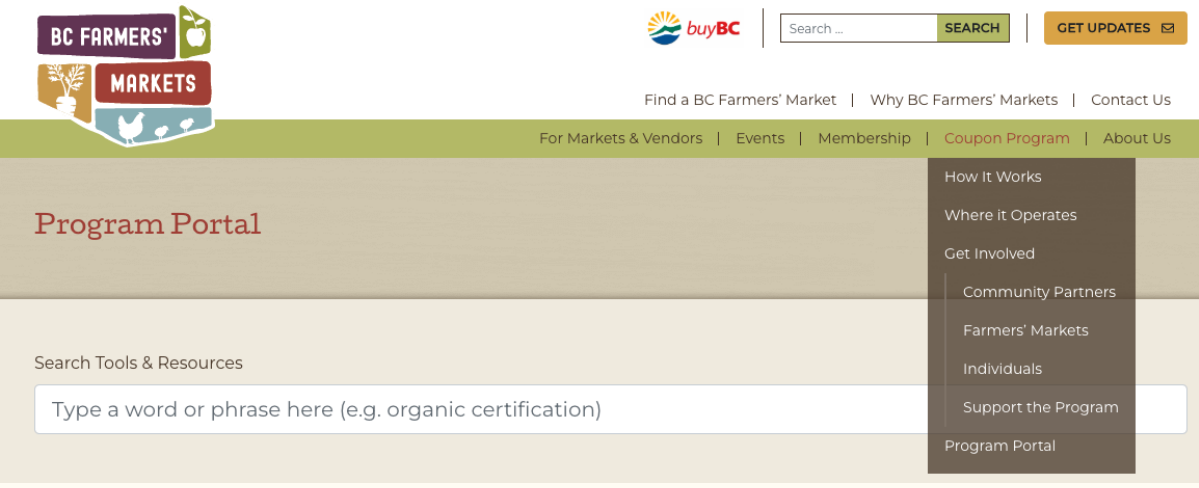 BC FARMERS'
MARKETS
buyBC
Search ...
SEARCH
GET UPDATES
Find a BC Farmers' Market | Why BC Farmers' Markets | Contact Us
For Markets & Vendors | Events | Membership | Coupon Program | About Us
How It Works
Where it Operates
Get Involved
Community Partners
Farmers' Markets
Individuals
Support the Program
Program Portal
Program Portal
Search Tools & Resources
Type a word or phrase here (e.g. organic certification)